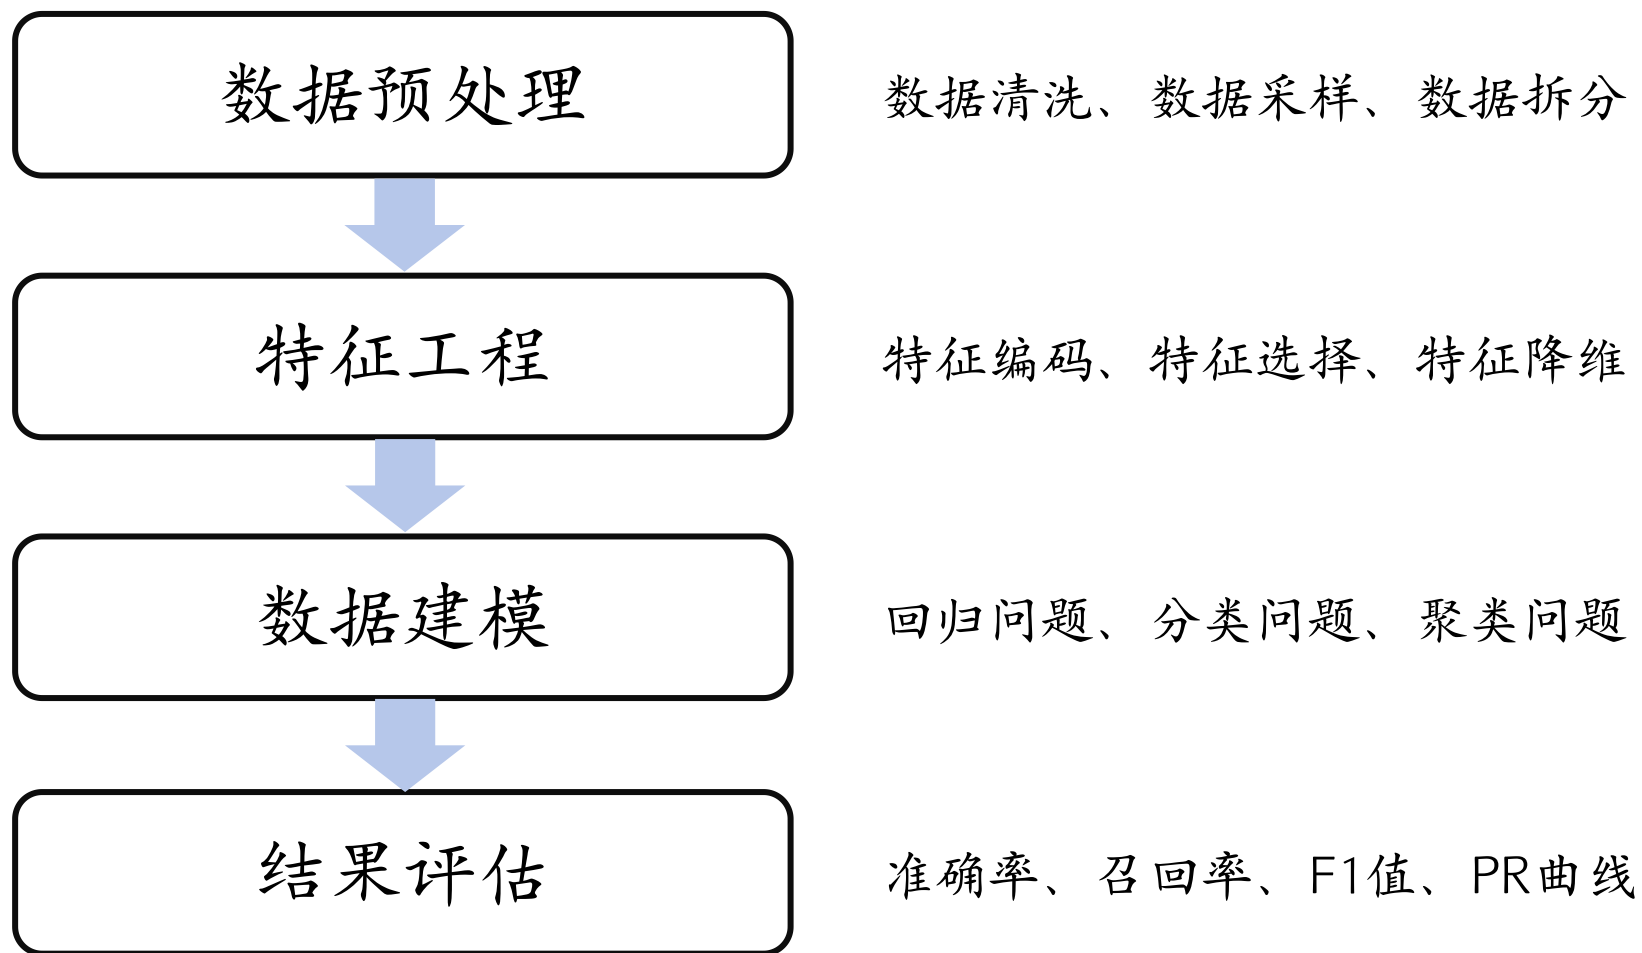 数据预处理
数据清洗、数据采样、数据拆分
特征工程
特征编码、特征选择、特征降维
数据建模
回归问题、分类问题、聚类问题
结果评估
准确率、召回率、F1值、PR曲线